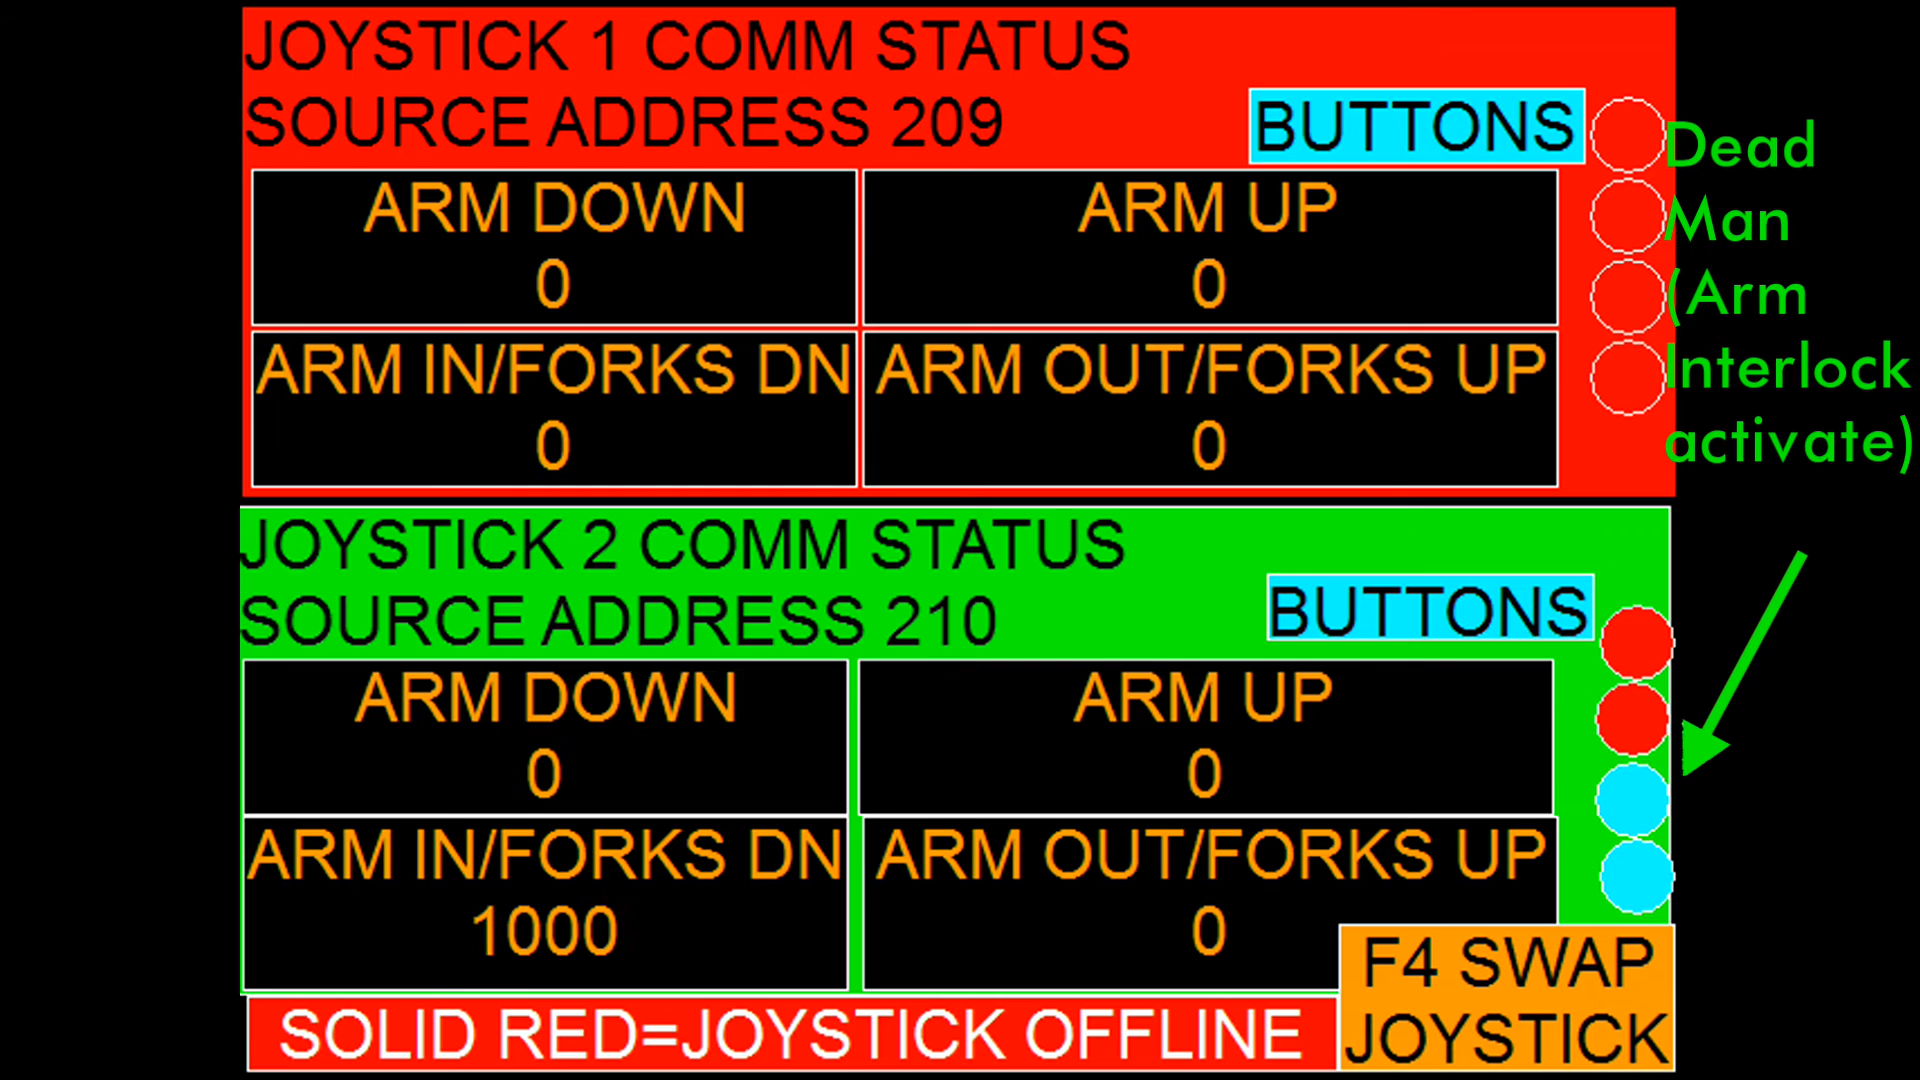 JOYSTICK 1 COMM STATUS
SOURCE ADDRESS 209
BUTTONS
ARM DOWN
0
ARM UP
0
ARM IN/FORKS DN
0
ARM OUT/FORKS UP
0
Dead
Man
(Arm
Interlock
activate)
JOYSTICK 2 COMM STATUS
SOURCE ADDRESS 210
BUTTONS
ARM DOWN
0
ARM UP
0
ARM IN/FORKS DN
1000
ARM OUT/FORKS UP
0
F4 SWAP
JOYSTICK
SOLID RED=JOYSTICK OFFLINE